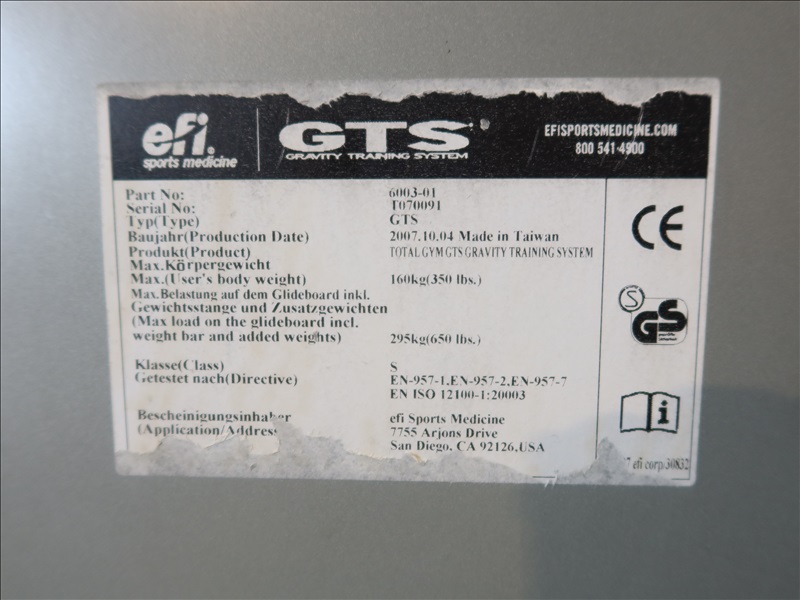 efi.
sports medicine
GTS
GRAVITY TRAINING SYSTEM
EFISPORTSMEDICINE.COM
800 541-4900
Part No: 6003-01
Serial No: T070091
Typ(Type) GTS
Baujahr(Production Date) 2007.10.04 Made in Taiwan
Produkt(Product) TOTAL GYM GTS GRAVITY TRAINING SYSTEM
Max.Körpergewicht
Max.(User's body weight) 160kg(350 lbs.)
Max.Belastung auf dem Glideboard inkl.
Gewichtsstange und Zusatzgewichten
(Max load on the glideboard incl.
weight bar and added weights) 295kg(650 lbs.)
Klasse(Class) S
Getestet nach(Directive) EN-957-1.EN-957-2.EN-957-7
EN ISO 12100-1:20003
Bescheinigungsinhaber efi Sports Medicine
(Application/Address 7755 Arjons Drive
San Diego. CA 92126.USA
CE
S
GS
i
7 efi corp/30832